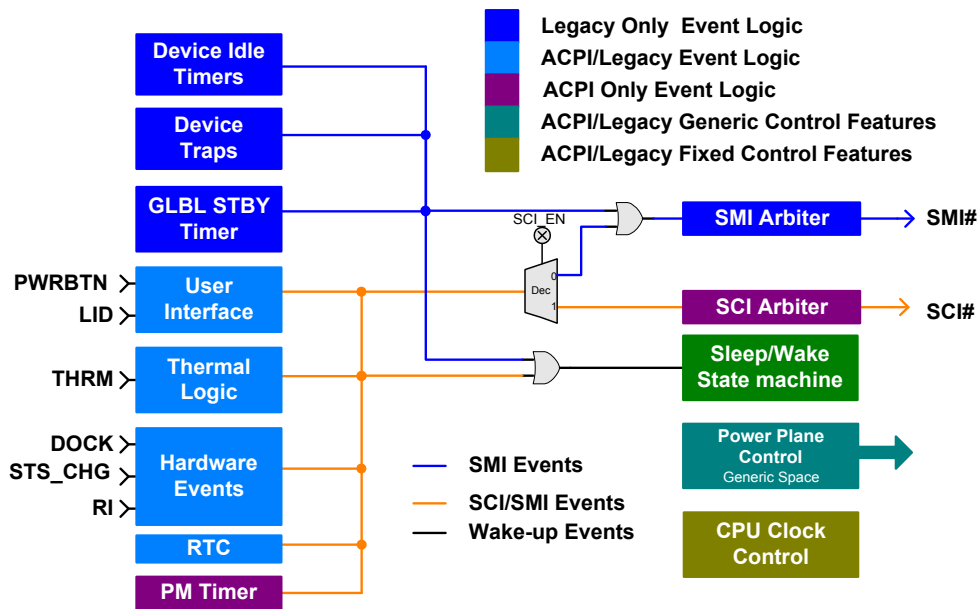 Legacy Only Event Logic
ACPI/Legacy Event Logic
ACPI Only Event Logic
ACPI/Legacy Generic Control Features
ACPI/Legacy Fixed Control Features
Device Idle
Timers
Device
Traps
GLBL STBY
Timer
PWRBTN
LID
User
Interface
THRM
Thermal
Logic
DOCK
STS_CHG
RI
Hardware
Events
RTC
PM Timer
SCI_EN
Dec
0
1
SMI Arbiter
SMI#
SCI Arbiter
SCI#
Sleep/Wake
State machine
Power Plane
Control
Generic Space
CPU Clock
Control
SMI Events
SCI/SMI Events
Wake-up Events